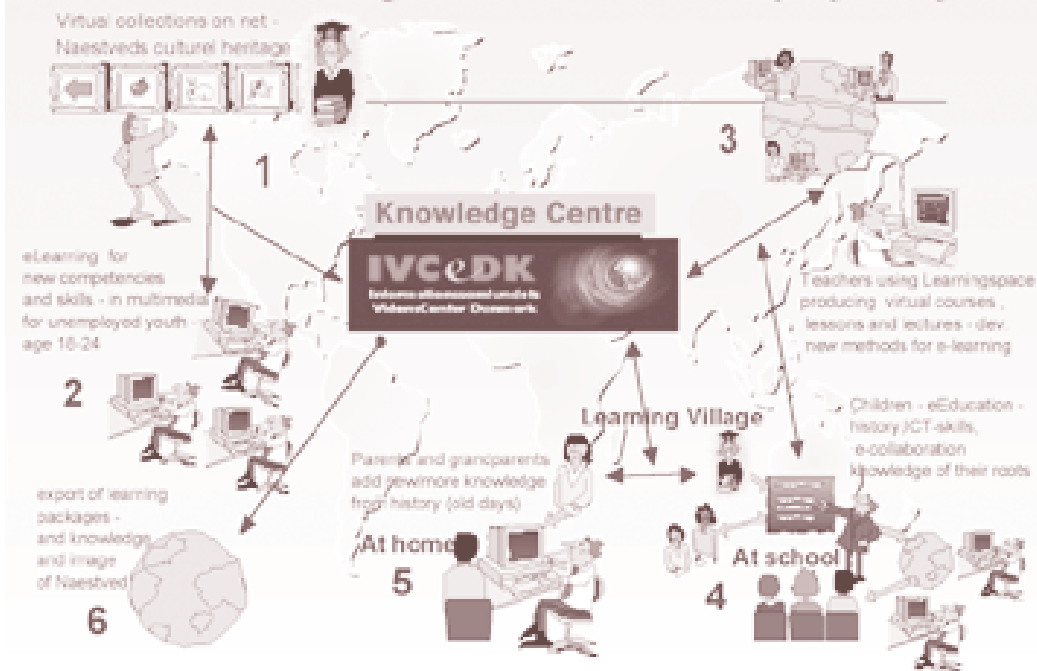 Virtual collections on net -
Naestveds culturel heritage
1
3
Knowledge Centre
IVCeDK
VidensCenter Danmark
eLearning for
new competencies
and skills - in multimedia
for unemployed youth -
age 18-24
2
Teachers using Learningspace
producing virtual courses,
lessons and lectures - dev.
new methods for e-learning
Learning Village
Children - eEducation -
history, ICT-skills,
e-collaboration
knowledge of their roots
Parents and grandparents
add new/more knowledge
from history (old days)
export of learning
packages -
and knowledge
and image
of Naestved
6
At home
5
At school
4